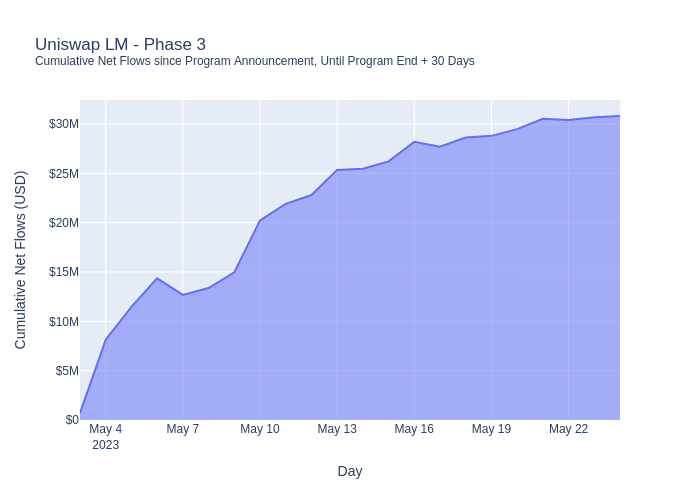 Uniswap LM - Phase 3
Cumulative Net Flows since Program Announcement, Until Program End + 30 Days
Cumulative Net Flows (USD)
$30M
$25M
$20M
$15M
$10M
$5M
$0
May 4 May 7 May 10 May 13 May 16 May 19 May 22
2023
Day